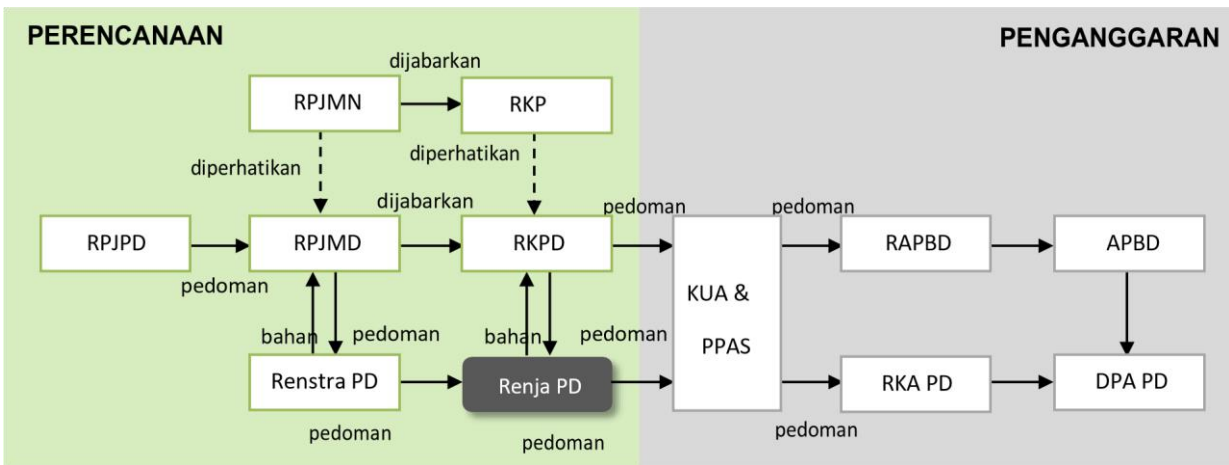 PERENCANAAN
PENGANGGARAN
dijabarkan
RPJMN
RKP
diperhatikan
diperhatikan
dijabarkan
pedoman
pedoman
RPJPD
RPJMD
RKPD
RAPBD
APBD
pedoman
KUA &
PPAS
bahan
pedoman
bahan
pedoman
Renstra PD
Renja PD
RKA PD
DPA PD
pedoman
pedoman
pedoman